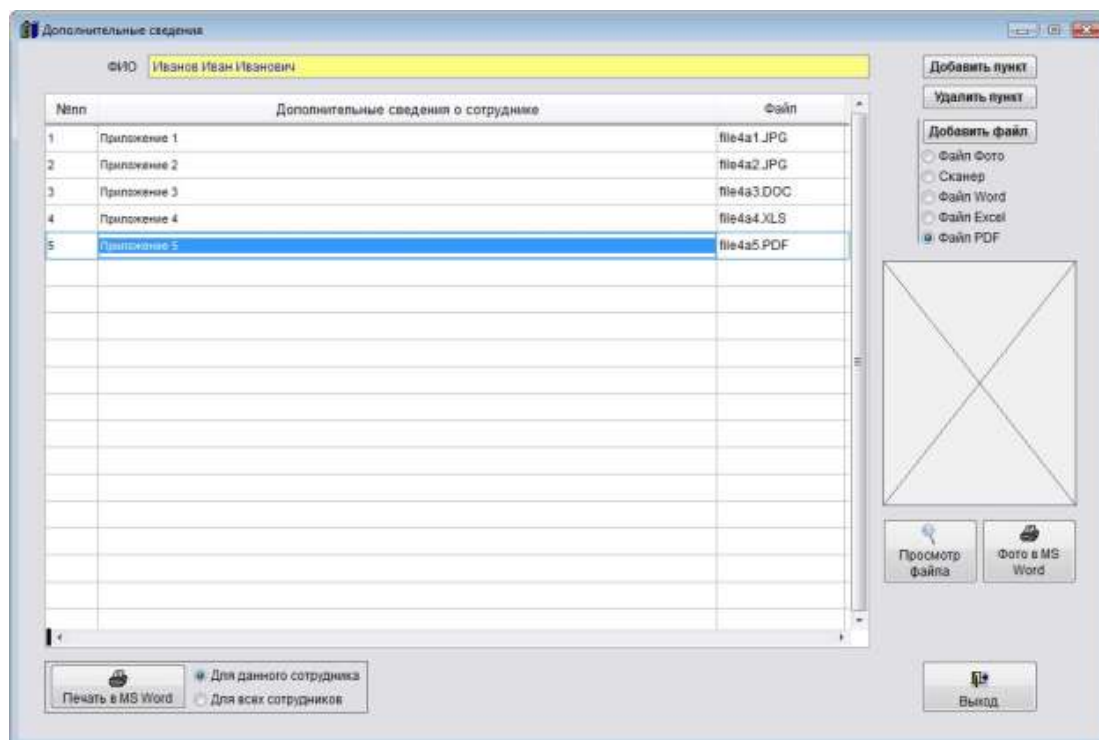 Дополнительные сведения
ФИО Иванов Иван Иванович
№пп Дополнительные сведения о сотруднике Файл
1 Приложение 1 file4a1.JPG
2 Приложение 2 file4a2.JPG
3 Приложение 3 file4a3.DOC
4 Приложение 4 file4a4.XLS
5 Приложение 5 file4a5.PDF
Добавить пункт
Удалить пункт
Добавить файл
Файл Фото
Сканер
Файл Word
Файл Excel
Файл PDF
Просмотр файла
Фото в MS Word
Печать в MS Word
Для данного сотрудника
Для всех сотрудников
Выход